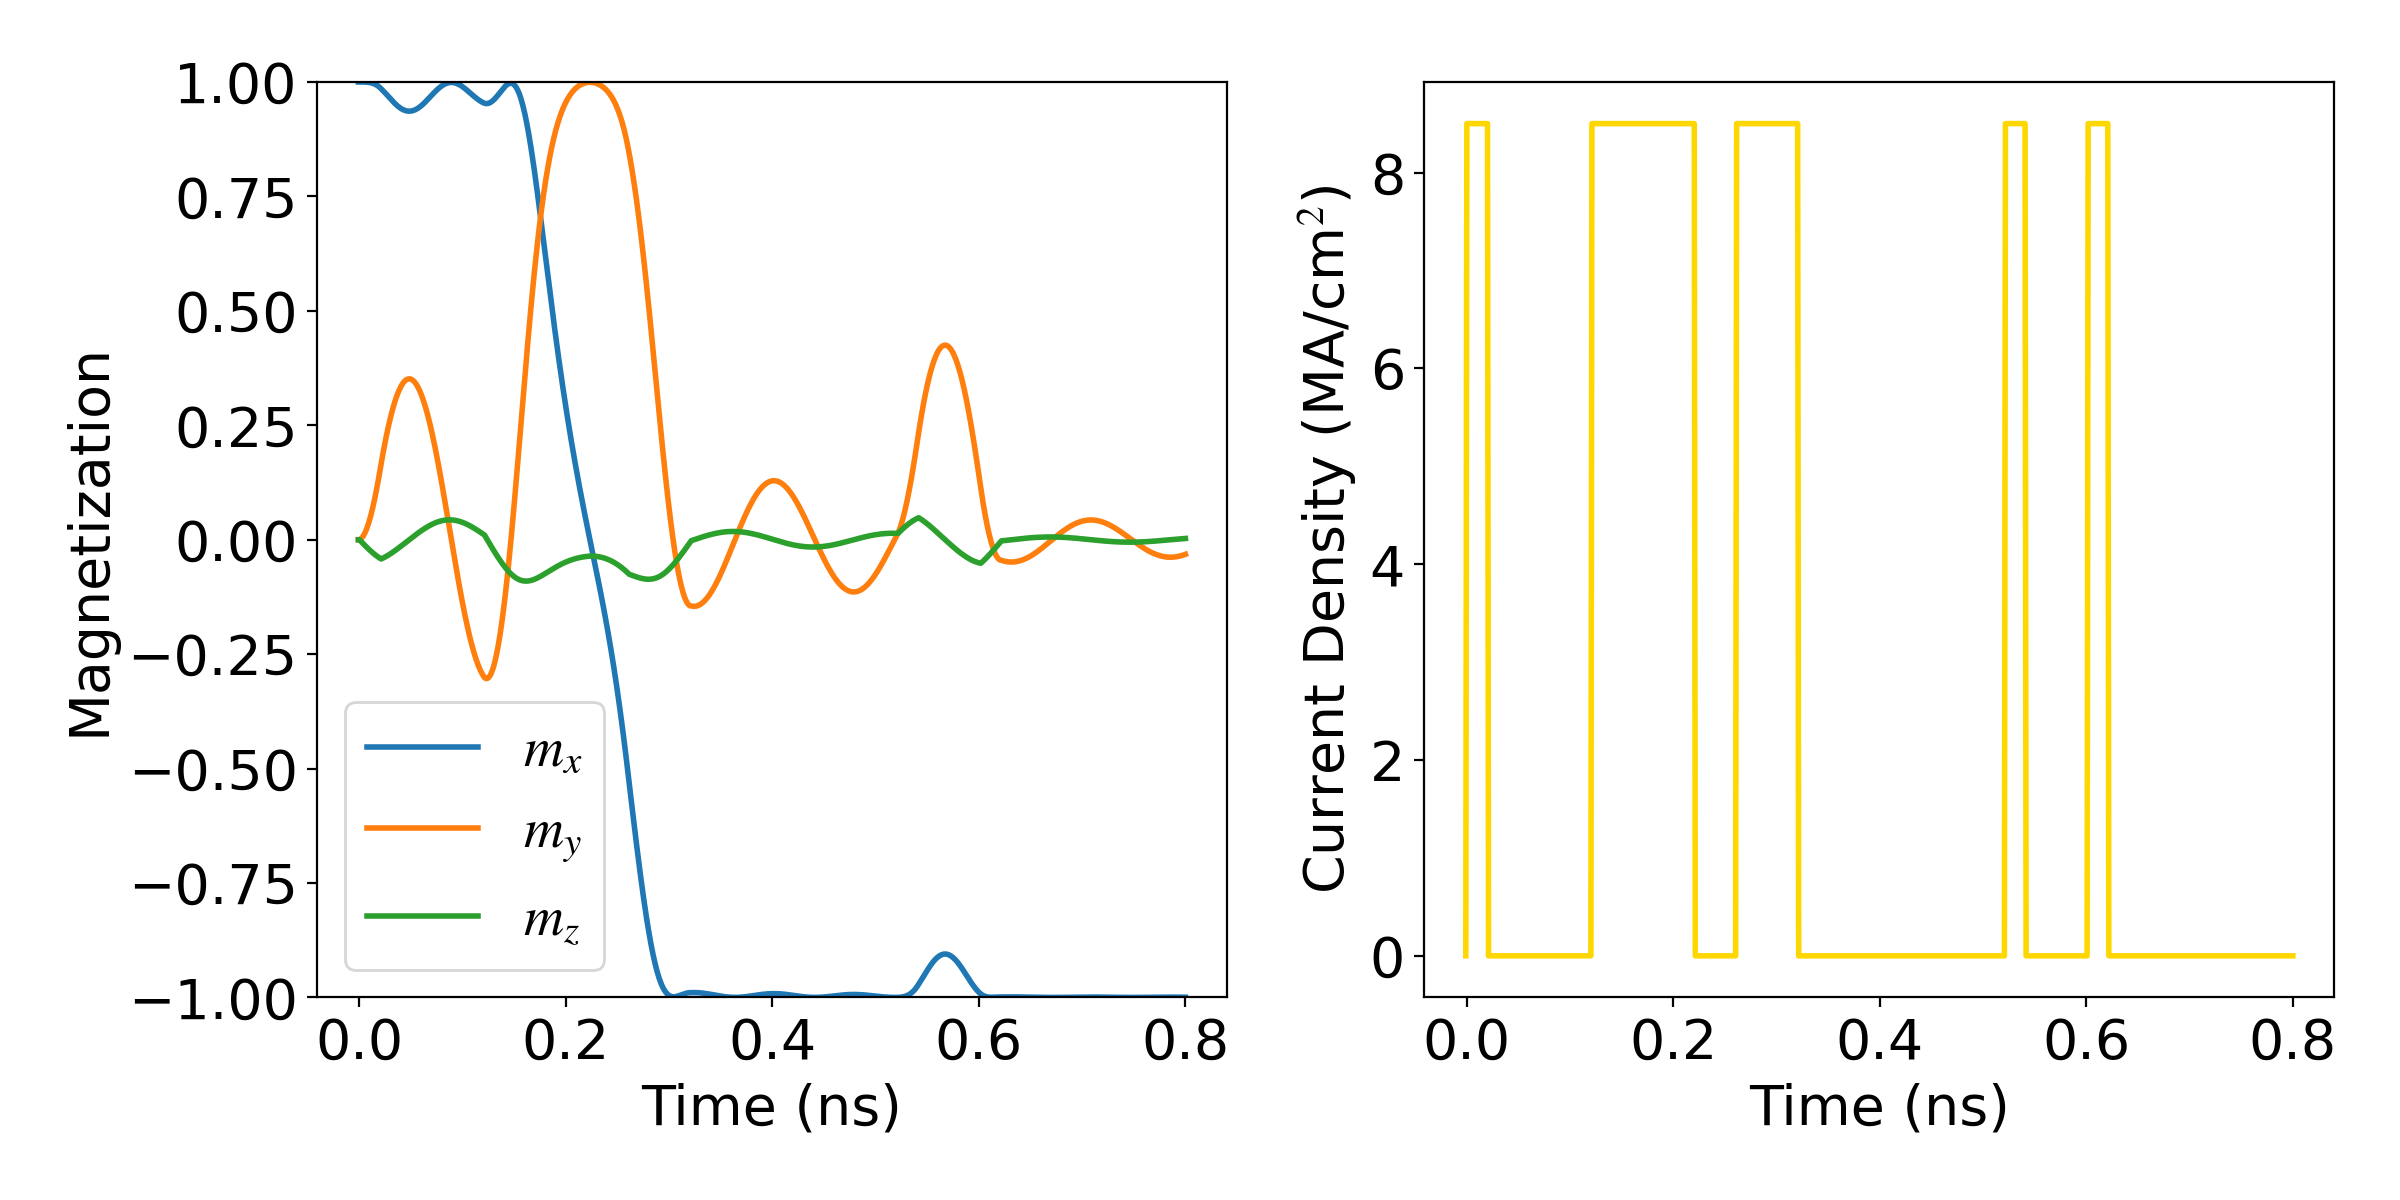 Magnetization
1.00
0.75
0.50
0.25
0.00
−0.25
−0.50
−0.75
−1.00
0.0 0.2 0.4 0.6 0.8
Time (ns)
m_x
m_y
m_z
Current Density (MA/cm²)
8
6
4
2
0
0.0 0.2 0.4 0.6 0.8
Time (ns)